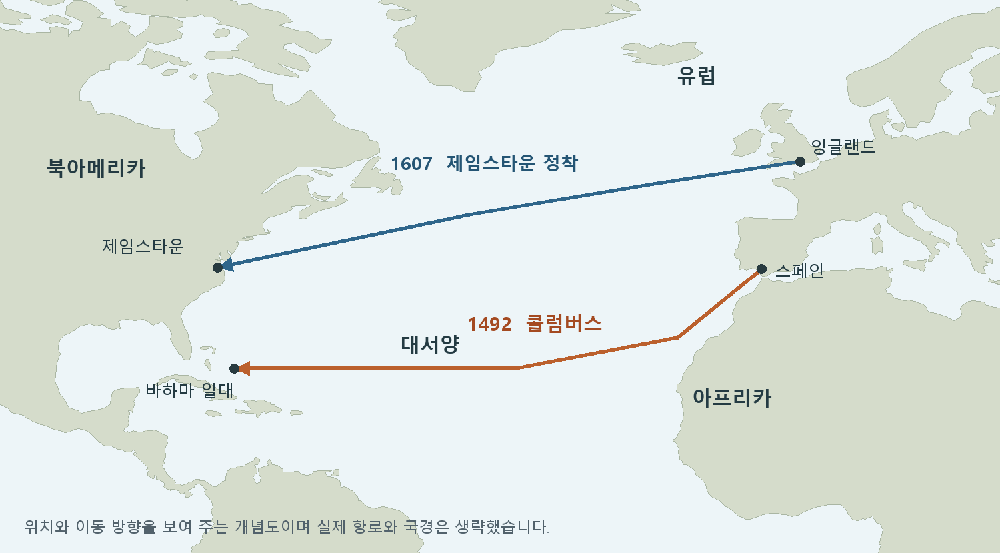 유럽
잉글랜드
북아메리카
1607 제임스타운 정착
제임스타운
스페인
1492 콜럼버스
대서양
바하마 일대
아프리카
위치와 이동 방향을 보여 주는 개념도이며 실제 항로와 국경은 생략했습니다.